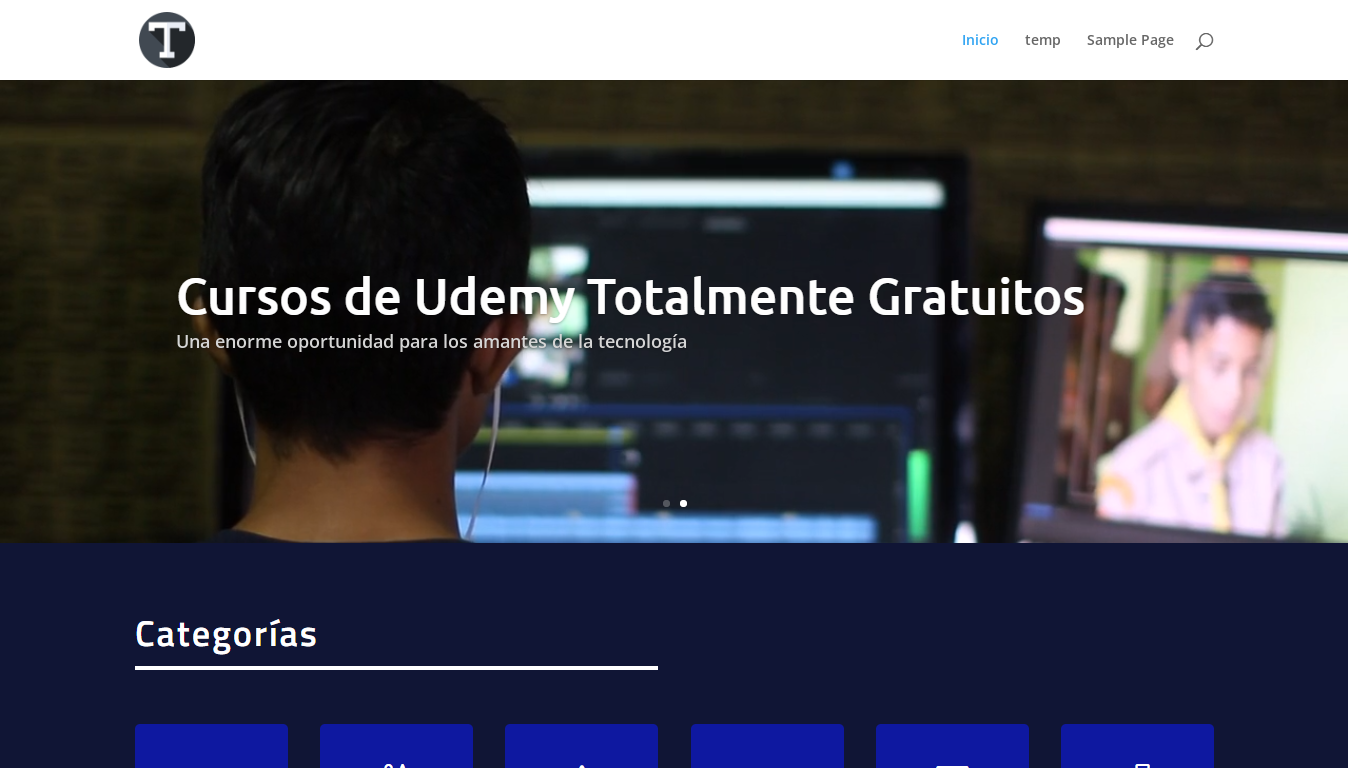 T
Inicio
temp
Sample Page
Cursos de Udemy Totalmente Gratuitos
Una enorme oportunidad para los amantes de la tecnología
Categorías